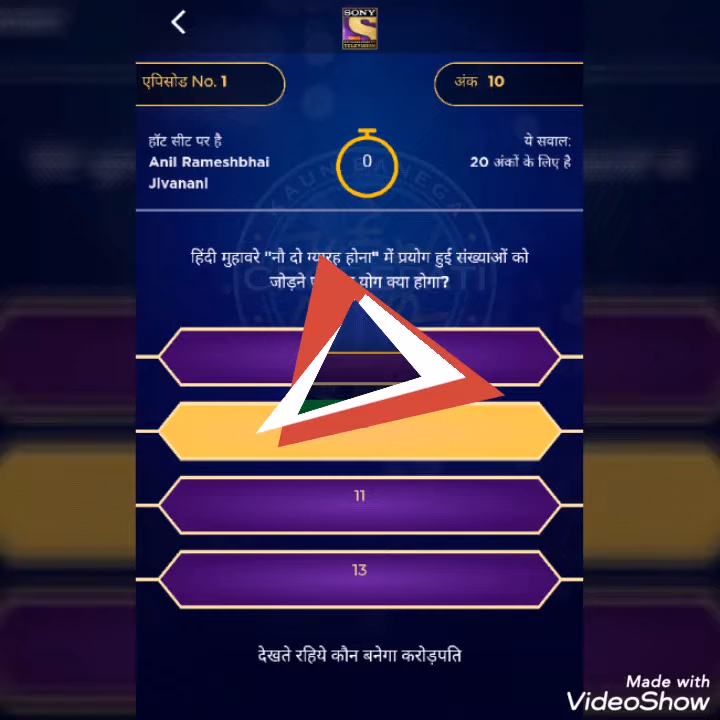 SONY
एपिसोड No. 1
अंक 10
हॉट सीट पर है
Anil Rameshbhai
Jivanani
0
ये सवाल:
20 अंकों के लिए है
हिंदी मुहावरे "नौ दो ग्यारह होना" में प्रयोग हुई संख्याओं को
जोड़ने योग क्या होगा?
11
13
देखते रहिये कौन बनेगा करोड़पति
Made with
VideoShow